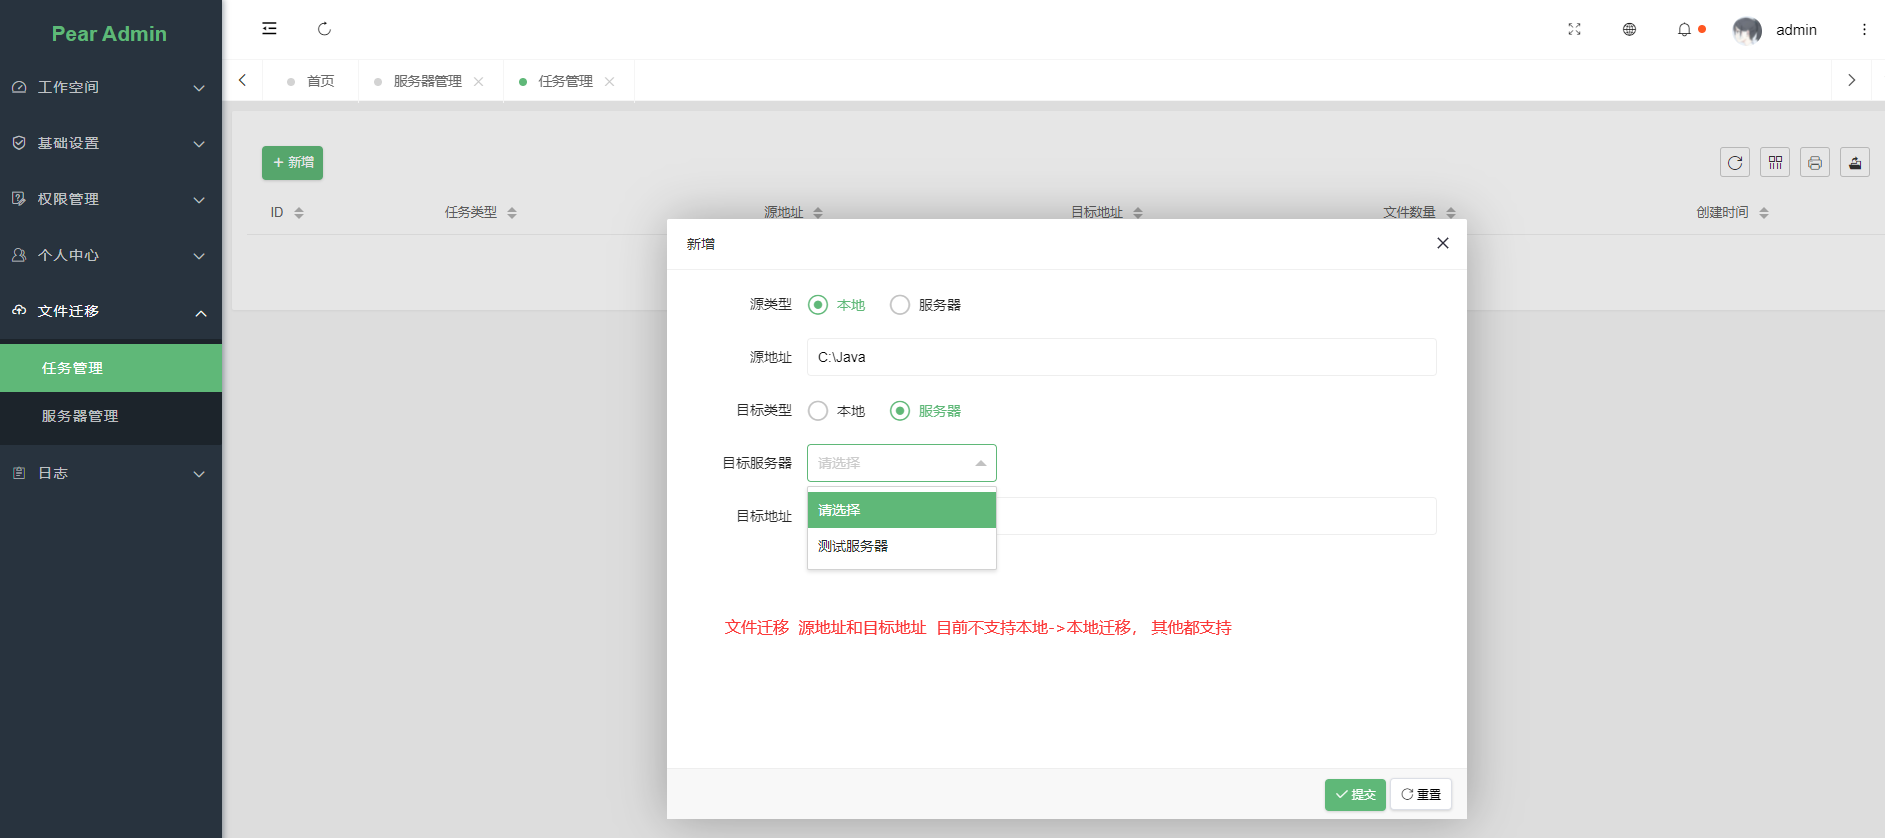 Pear Admin
工作空间
基础设置
权限管理
个人中心
文件迁移
任务管理
服务器管理
日志
admin
首页
服务器管理
任务管理
+ 新增
ID 任务类型 源地址 目标地址 文件数量 创建时间
新增
源类型 本地 服务器
源地址 C:\Java
目标类型 本地 服务器
目标服务器 请选择
请选择
测试服务器
目标地址
文件迁移 源地址和目标地址 目前不支持本地->本地迁移， 其他都支持
提交 重置